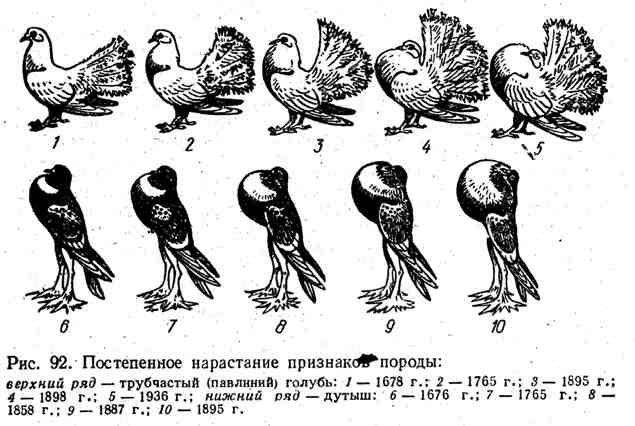 1 2 3 4 5
6 7 8 9 10
Рис. 92. Постепенное нарастание признаков породы:
верхний ряд — трубчастый (павлиний) голубь: 1 — 1678 г.; 2 — 1765 г.; 3 — 1895 г.;
4 — 1898 г.; 5 — 1936 г.; нижний ряд — дутыш: 6 — 1676 г.; 7 — 1765 г.; 8 —
1858 г.; 9 — 1887 г.; 10 — 1895 г.